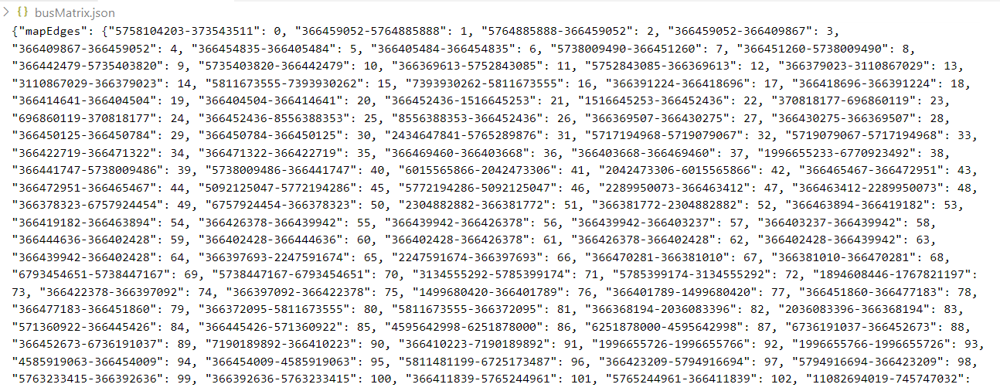 > {} busMatrix.json
{"mapEdges": {"5758104203-373543511": 0, "366459052-5764885888": 1, "5764885888-366459052": 2, "366459052-366409867": 3,
"366409867-366459052": 4, "366454835-366405484": 5, "366405484-366454835": 6, "5738009490-366451260": 7, "366451260-5738009490": 8,
"366442479-5735403820": 9, "5735403820-366442479": 10, "366369613-5752843085": 11, "5752843085-366369613": 12, "366379023-3110867029": 13,
"3110867029-366379023": 14, "5811673555-7393930262": 15, "7393930262-5811673555": 16, "366391224-366418696": 17, "366418696-366391224": 18,
"366414641-366404504": 19, "366404504-366414641": 20, "366452436-1516645253": 21, "1516645253-366452436": 22, "370818177-696860119": 23,
"696860119-370818177": 24, "366452436-8556388353": 25, "8556388353-366452436": 26, "366369507-366430275": 27, "366430275-366369507": 28,
"366450125-366450784": 29, "366450784-366450125": 30, "2434647841-5765289876": 31, "5717194968-5719079067": 32, "5719079067-5717194968": 33,
"366422719-366471322": 34, "366471322-366422719": 35, "366469460-366403668": 36, "366403668-366469460": 37, "1996655233-6770923492": 38,
"366441747-5738009486": 39, "5738009486-366441747": 40, "6015565866-2042473306": 41, "2042473306-6015565866": 42, "366465467-366472951": 43,
"366472951-366465467": 44, "5092125047-5772194286": 45, "5772194286-5092125047": 46, "2289950073-366463412": 47, "366463412-2289950073": 48,
"366378323-6757924454": 49, "6757924454-366378323": 50, "2304882882-366381772": 51, "366381772-2304882882": 52, "366463894-366419182": 53,
"366419182-366463894": 54, "366426378-366439942": 55, "366439942-366426378": 56, "366439942-366403237": 57, "366403237-366439942": 58,
"366444636-366402428": 59, "366402428-366444636": 60, "366402428-366426378": 61, "366426378-366402428": 62, "366402428-366439942": 63,
"366439942-366402428": 64, "366397693-2247591674": 65, "2247591674-366397693": 66, "366470281-366381010": 67, "366381010-366470281": 68,
"6793454651-5738447167": 69, "5738447167-6793454651": 70, "3134555292-5785399174": 71, "5785399174-3134555292": 72, "1894608446-1767821197":
73, "366422378-366397092": 74, "366397092-366422378": 75, "1499680420-366401789": 76, "366401789-1499680420": 77, "366451860-366477183": 78,
"366477183-366451860": 79, "366372095-5811673555": 80, "5811673555-366372095": 81, "366368194-2036083396": 82, "2036083396-366368194": 83,
"571360922-366445426": 84, "366445426-571360922": 85, "4595642998-6251878000": 86, "6251878000-4595642998": 87, "6736191037-366452673": 88,
"366452673-6736191037": 89, "7190189892-366410223": 90, "366410223-7190189892": 91, "1996655726-1996655766": 92, "1996655766-1996655726": 93,
"4585919063-366454009": 94, "366454009-4585919063": 95, "5811481199-6725173487": 96, "366423209-5794916694": 97, "5794916694-366423209": 98,
"5763233415-366392636": 99, "366392636-5763233415": 100, "366411839-5765244961": 101, "5765244961-366411839": 102, "11082694019-745747032":